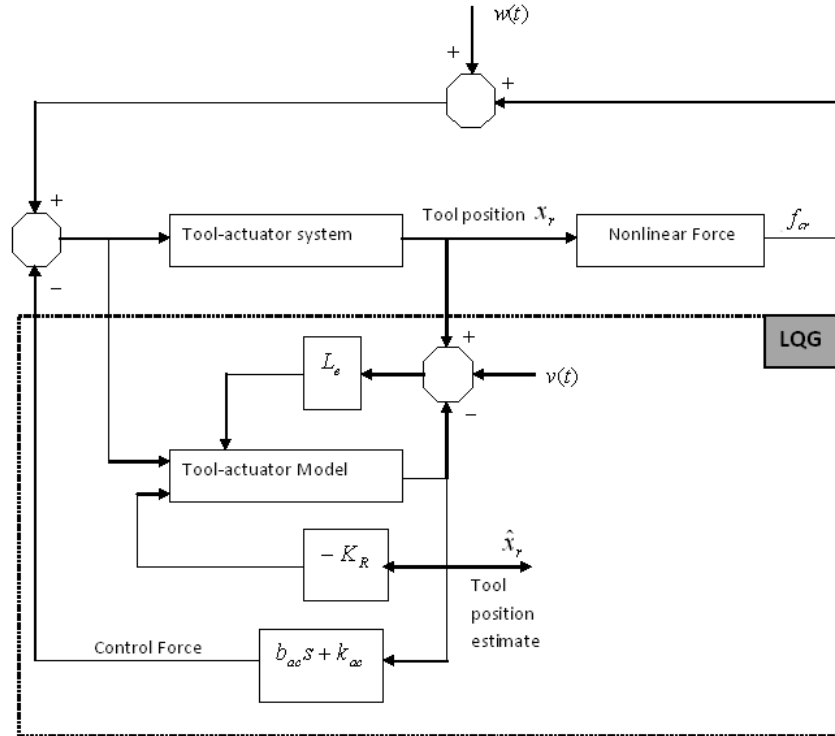 w(t)
+
+
+
Tool position x_r
Tool-actuator system
Nonlinear Force
f_cr
−
LQG
+
L_e
v(t)
−
Tool-actuator Model
x̂_r
− K_R
Tool
position
estimate
Control Force
b_ac s + k_ac